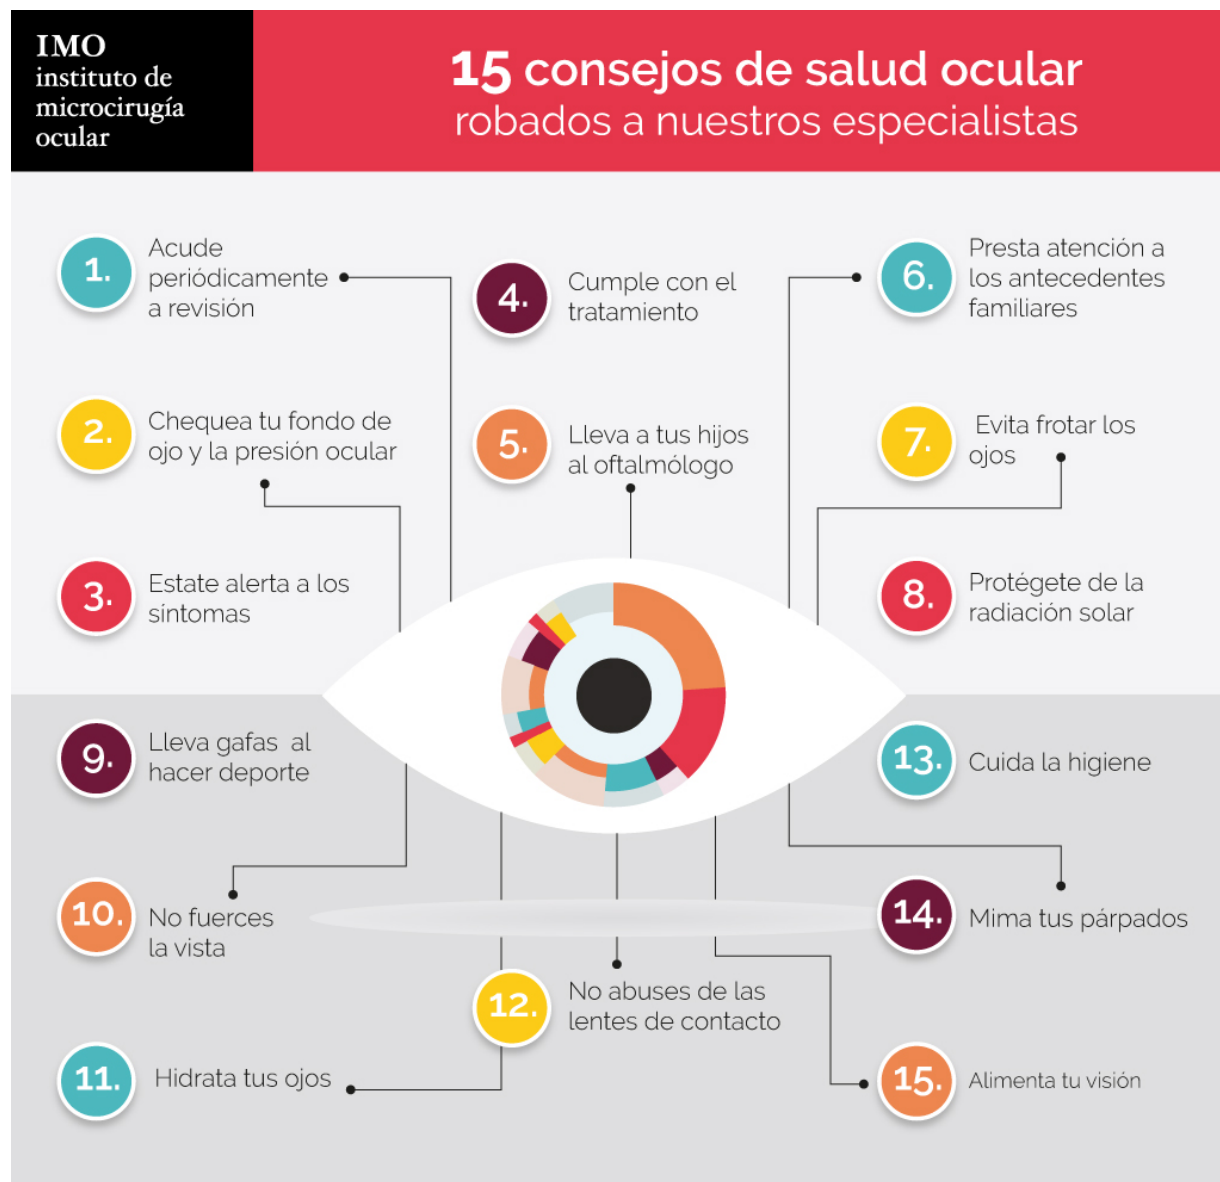 IMO
instituto de
microcirugía
ocular
15 consejos de salud ocular
robados a nuestros especialistas
1.
Acude
periódicamente
a revisión
2.
Chequea tu fondo de
ojo y la presión ocular
3.
Estate alerta a los
síntomas
4.
Cumple con el
tratamiento
5.
Lleva a tus hijos
al oftalmólogo
6.
Presta atención a
los antecedentes
familiares
7.
Evita frotar los
ojos
8.
Protégete de la
radiación solar
9.
Lleva gafas al
hacer deporte
10.
No fuerces
la vista
11.
Hidrata tus ojos
12.
No abuses de las
lentes de contacto
13.
Cuida la higiene
14.
Mima tus párpados
15.
Alimenta tu visión